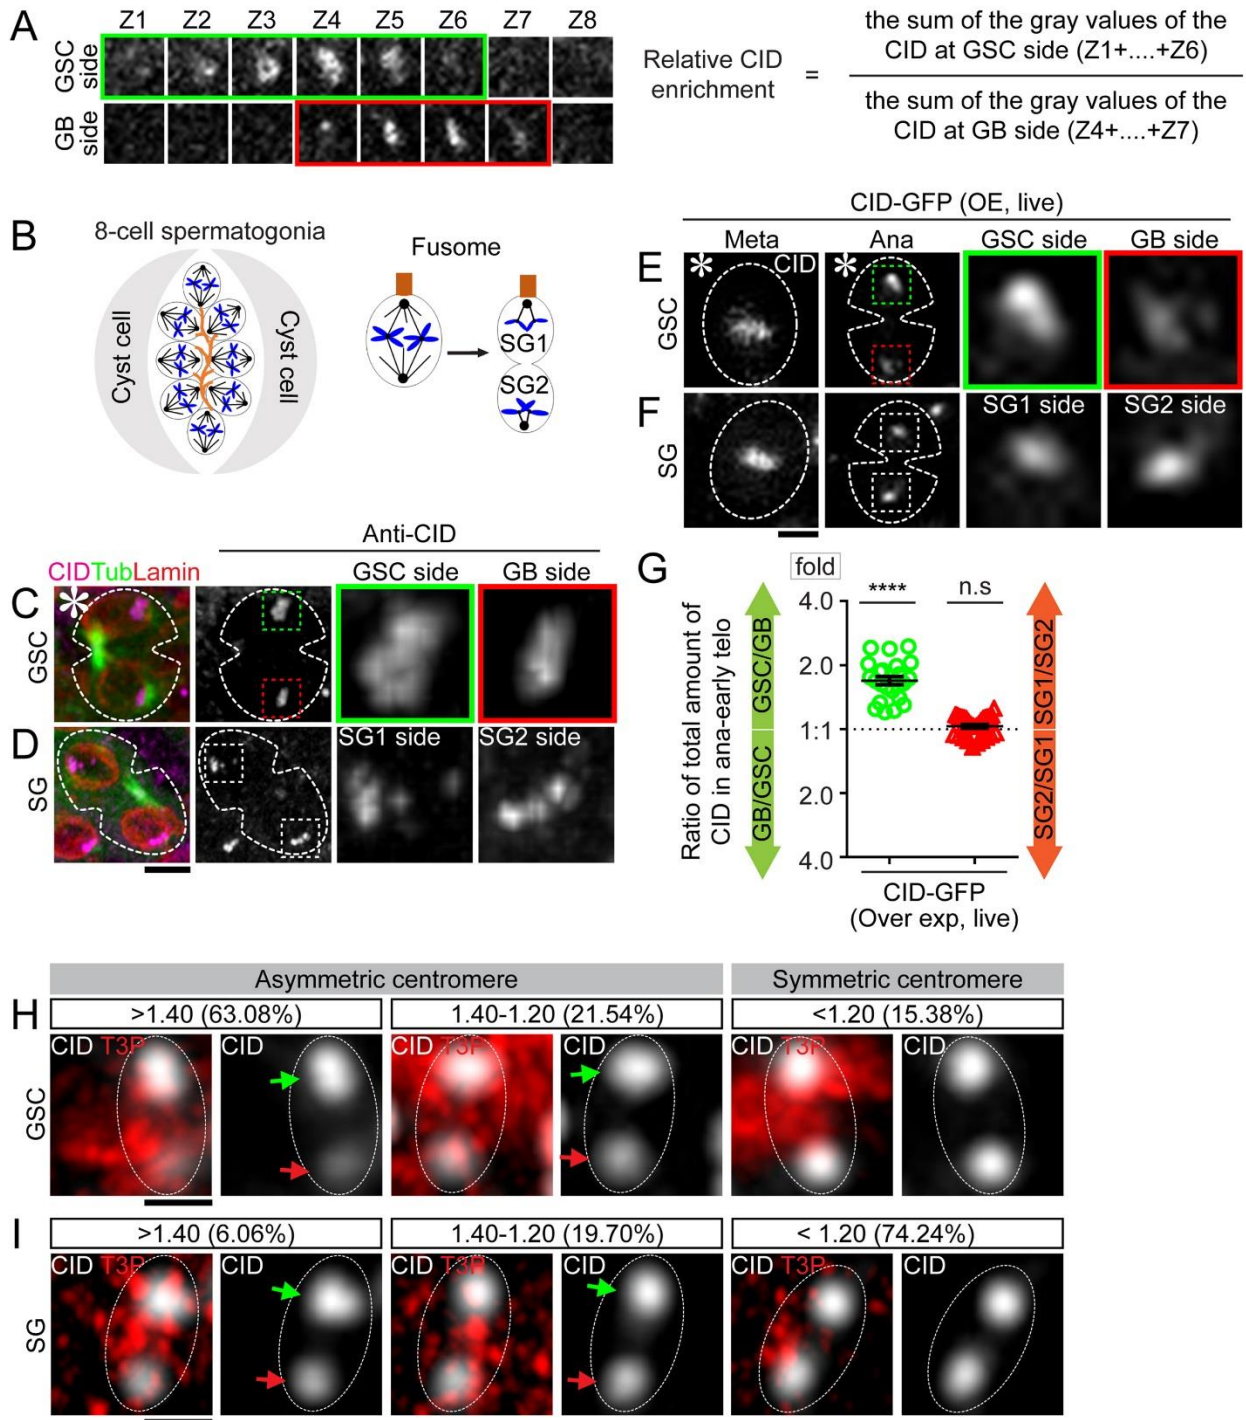 A
Z1 Z2 Z3 Z4 Z5 Z6 Z7 Z8
GSC side
GB side
Relative CID enrichment
=
the sum of the gray values of the
CID at GSC side (Z1+....+Z6)
the sum of the gray values of the
CID at GB side (Z4+....+Z7)
B
8-cell spermatogonia
Cyst cell
Cyst cell
Fusome
SG1
SG2
CID-GFP (OE, live)
Meta Ana GSC side GB side
E
GSC
* CID
*
F
SG
SG1 side
SG2 side
Anti-CID
CIDTubLamin
GSC side
GB side
C
GSC
*
D
SG
SG1 side
SG2 side
G
fold
**** n.s
4.0
2.0
1:1
2.0
4.0
Ratio of total amount of
CID in ana-early telo
GB/GSC GSC/GB
SG2/SG1 SG1/SG2
CID-GFP
(Over exp, live)
Asymmetric centromere
Symmetric centromere
H
>1.40 (63.08%)
1.40-1.20 (21.54%)
<1.20 (15.38%)
GSC
CID T3P
CID
CID T3P
CID
CID T3P
CID
I
>1.40 (6.06%)
1.40-1.20 (19.70%)
< 1.20 (74.24%)
SG
CID T3P
CID
CID T3P
CID
CID T3P
CID